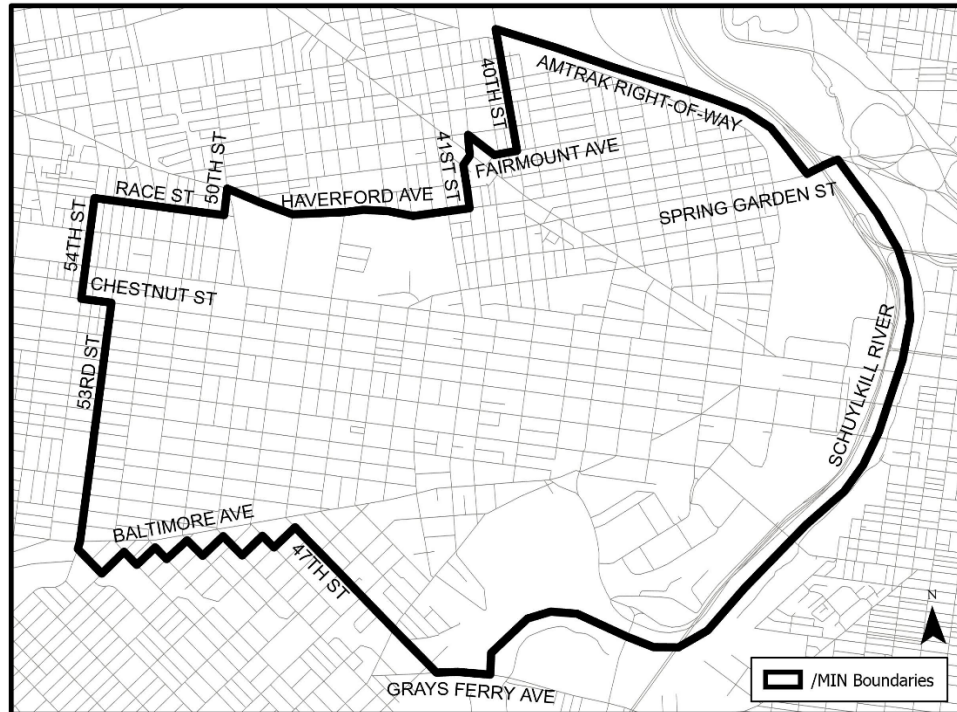 AMTRAK RIGHT-OF-WAY
40TH ST
41ST ST
FAIRMOUNT AVE
50TH ST
RACE ST
HAVERFORD AVE
54TH ST
SPRING GARDEN ST
CHESTNUT ST
53RD ST
SCHUYLKILL RIVER
BALTIMORE AVE
47TH ST
GRAYS FERRY AVE
N
/MIN Boundaries